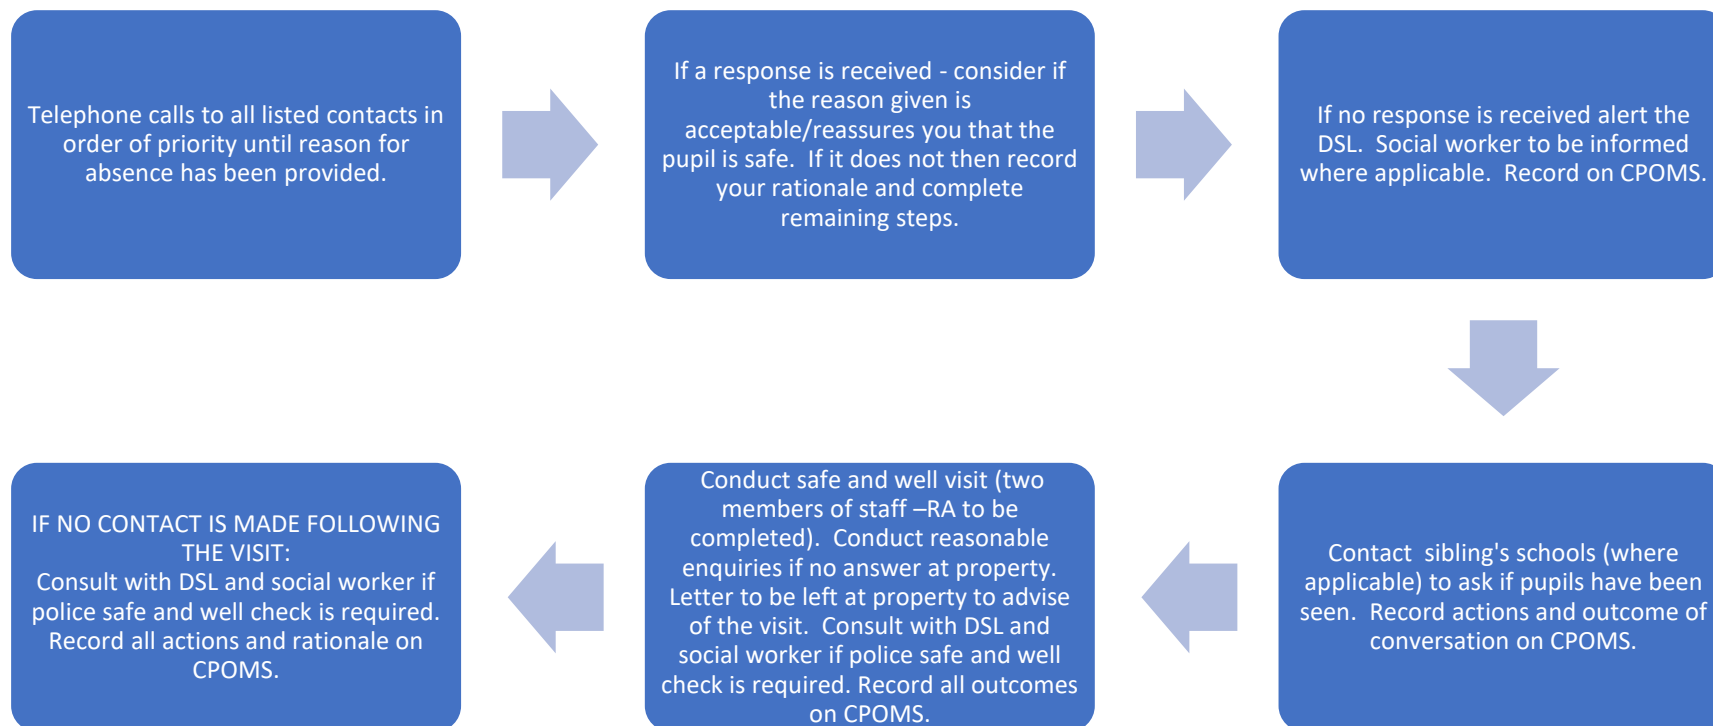 Telephone calls to all listed contacts in
order of priority until reason for
absence has been provided.
If a response is received - consider if
the reason given is
acceptable/reassures you that the
pupil is safe.  If it does not then record
your rationale and complete
remaining steps.
If no response is received alert the
DSL.  Social worker to be informed
where applicable.  Record on CPOMS.
Contact  sibling's schools (where
applicable) to ask if pupils have been
seen.  Record actions and outcome of
conversation on CPOMS.
Conduct safe and well visit (two
members of staff –RA to be
completed).  Conduct reasonable
enquiries if no answer at property.
Letter to be left at property to advise
of the visit.  Consult with DSL and
social worker if police safe and well
check is required. Record all outcomes
on CPOMS.
IF NO CONTACT IS MADE FOLLOWING
THE VISIT:
Consult with DSL and social worker if
police safe and well check is required.
Record all actions and rationale on
CPOMS.